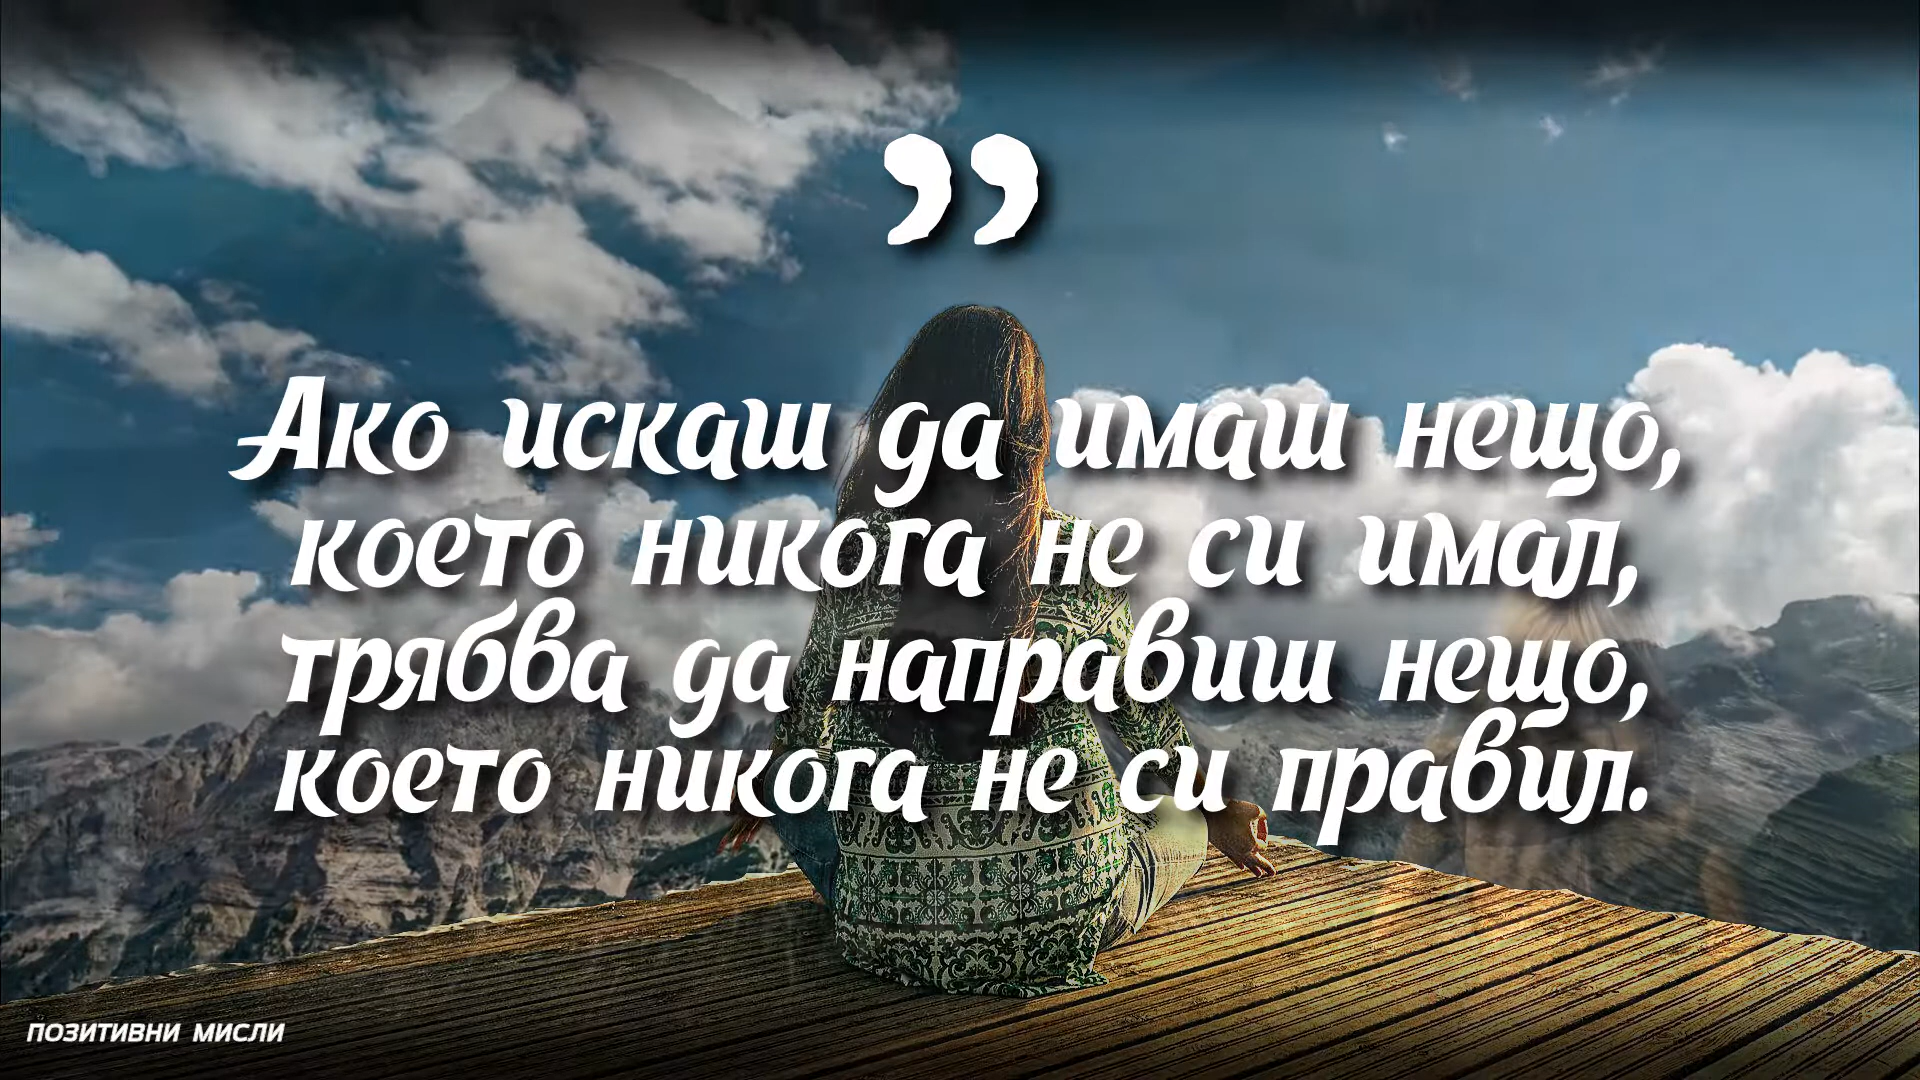 ”
Ако искаш да имаш нещо,
което никога не си имал,
трябва да направиш нещо,
което никога не си правил.
ПОЗИТИВНИ МИСЛИ